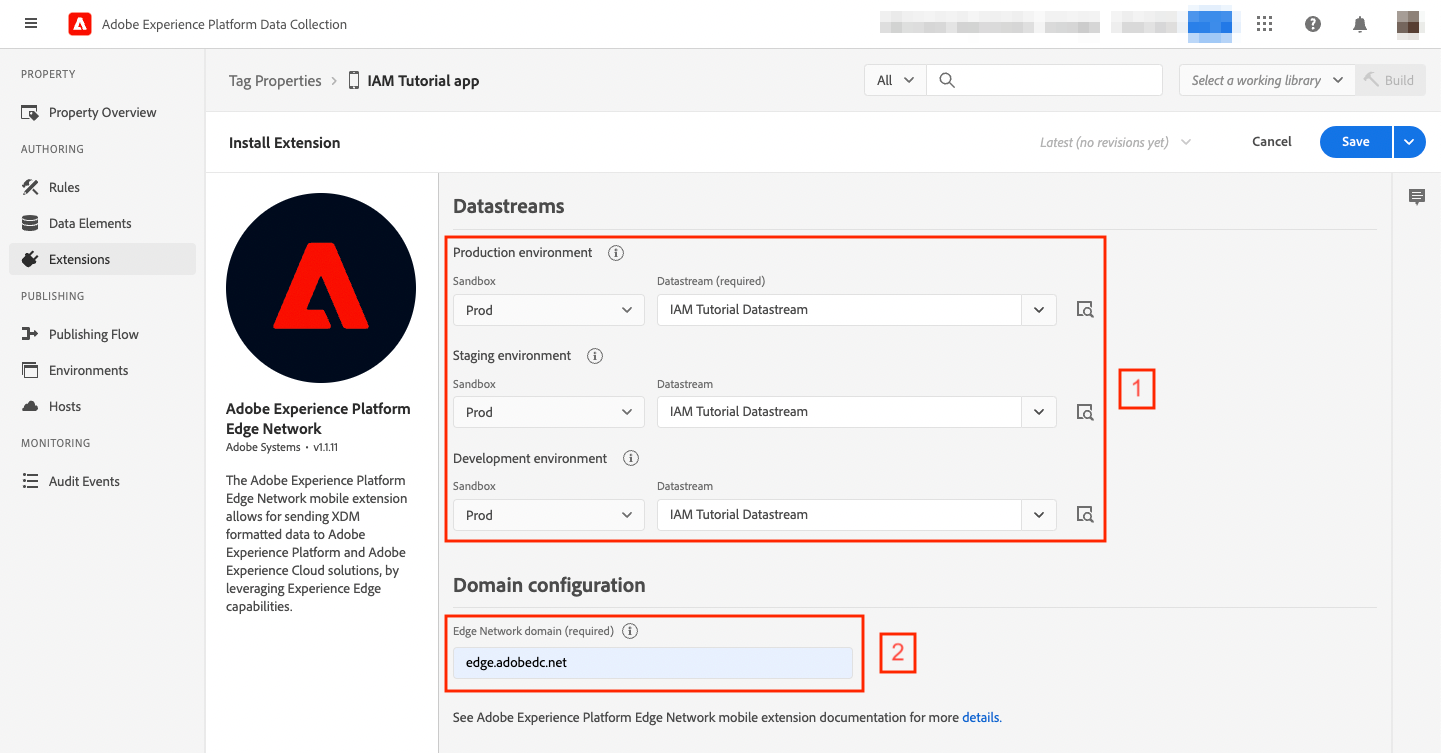 Adobe Experience Platform Data Collection
PROPERTY
Property Overview
AUTHORING
Rules
Data Elements
Extensions
PUBLISHING
Publishing Flow
Environments
Hosts
MONITORING
Audit Events
Tag Properties > IAM Tutorial app
All
Select a working library
Build
Install Extension
Latest (no revisions yet)
Cancel
Save
Adobe Experience Platform
Edge Network
Adobe Systems • v1.1.11
The Adobe Experience Platform
Edge Network mobile extension
allows for sending XDM
formatted data to Adobe
Experience Platform and Adobe
Experience Cloud solutions, by
leveraging Experience Edge
capabilities.
Datastreams
Production environment
Sandbox Datastream (required)
Prod IAM Tutorial Datastream
Staging environment
Sandbox Datastream
Prod IAM Tutorial Datastream
1
Development environment
Sandbox Datastream
Prod IAM Tutorial Datastream
Domain configuration
Edge Network domain (required)
edge.adobedc.net
2
See Adobe Experience Platform Edge Network mobile extension documentation for more details.